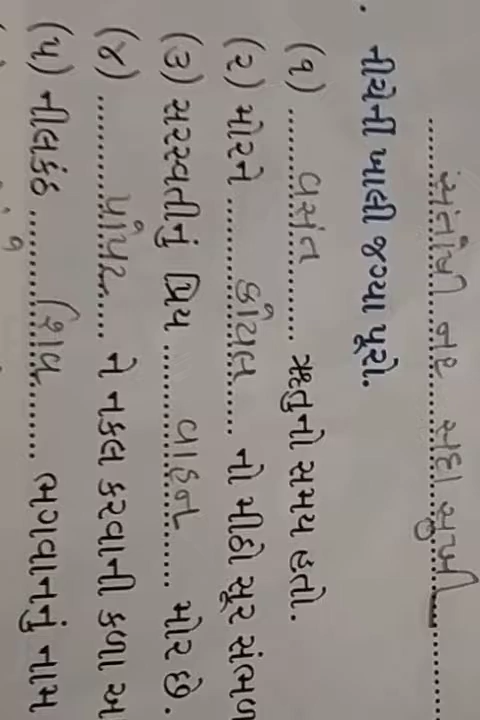 સંતોષી નર સદા સુખી
નીચેની ખાલી જગ્યા પૂરો.
(૧) વસંત ઋતુનો સમય હતો.
(૨) મોરને કોયલ નો મીઠો સૂર સંભળ
(૩) સરસ્વતીનું પ્રિય વાહન મોર છે.
(૪) પોપટ ને નકલ કરવાની કળા અ
(૫) નીલકંઠ શિવ ભગવાનનું નામ